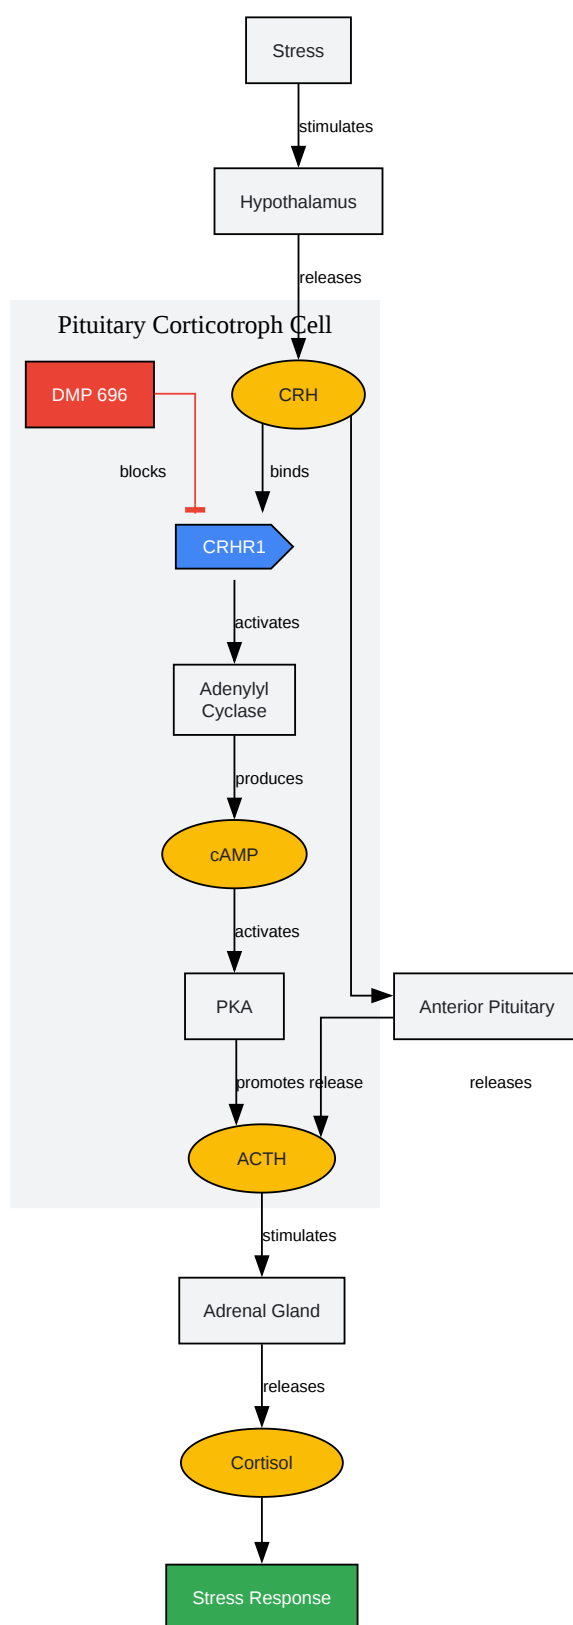 Stress
stimulates
Hypothalamus
releases
Pituitary Corticotroph Cell
DMP 696
CRH
blocks
binds
CRHR1
activates
Adenylyl
Cyclase
produces
cAMP
activates
PKA
Anterior Pituitary
promotes release
releases
ACTH
stimulates
Adrenal Gland
releases
Cortisol
Stress Response